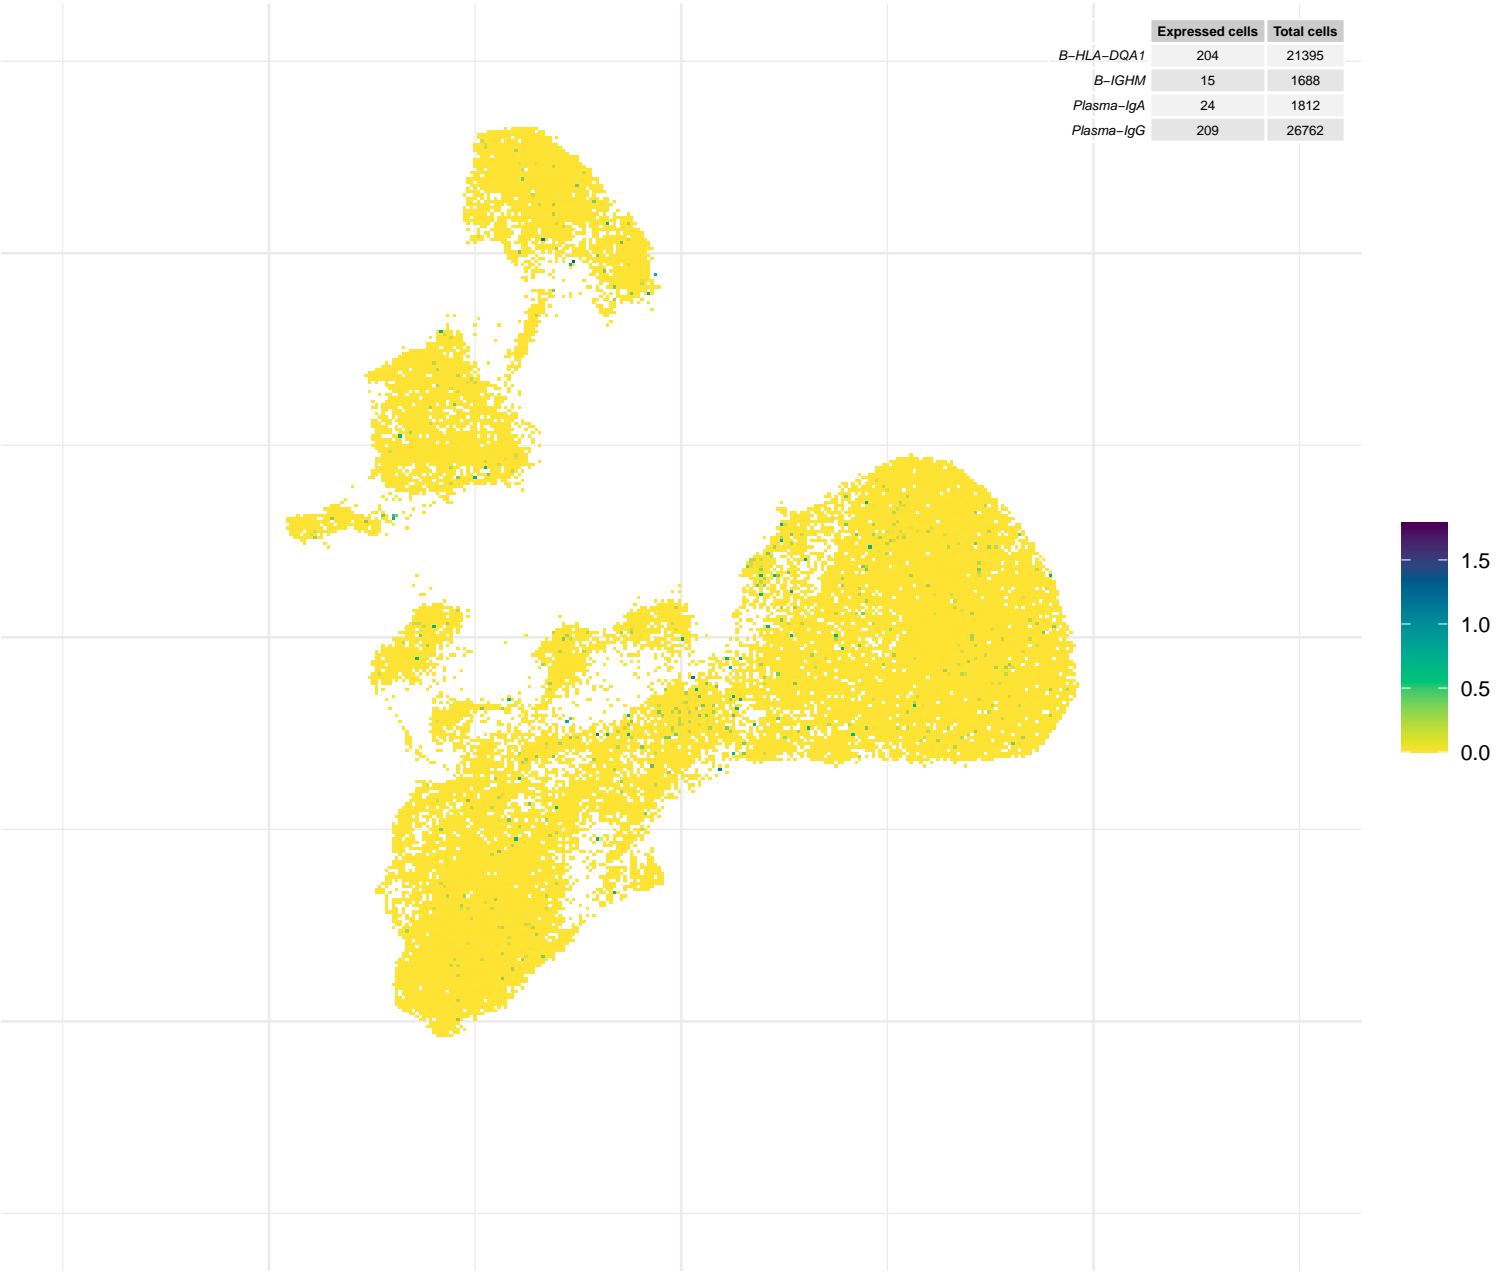 Expressed cells Total cells
B−HLA−DQA1 204 21395
B−IGHM 15 1688
Plasma−IgA 24 1812
Plasma−IgG 209 26762
1.5
1.0
0.5
0.0